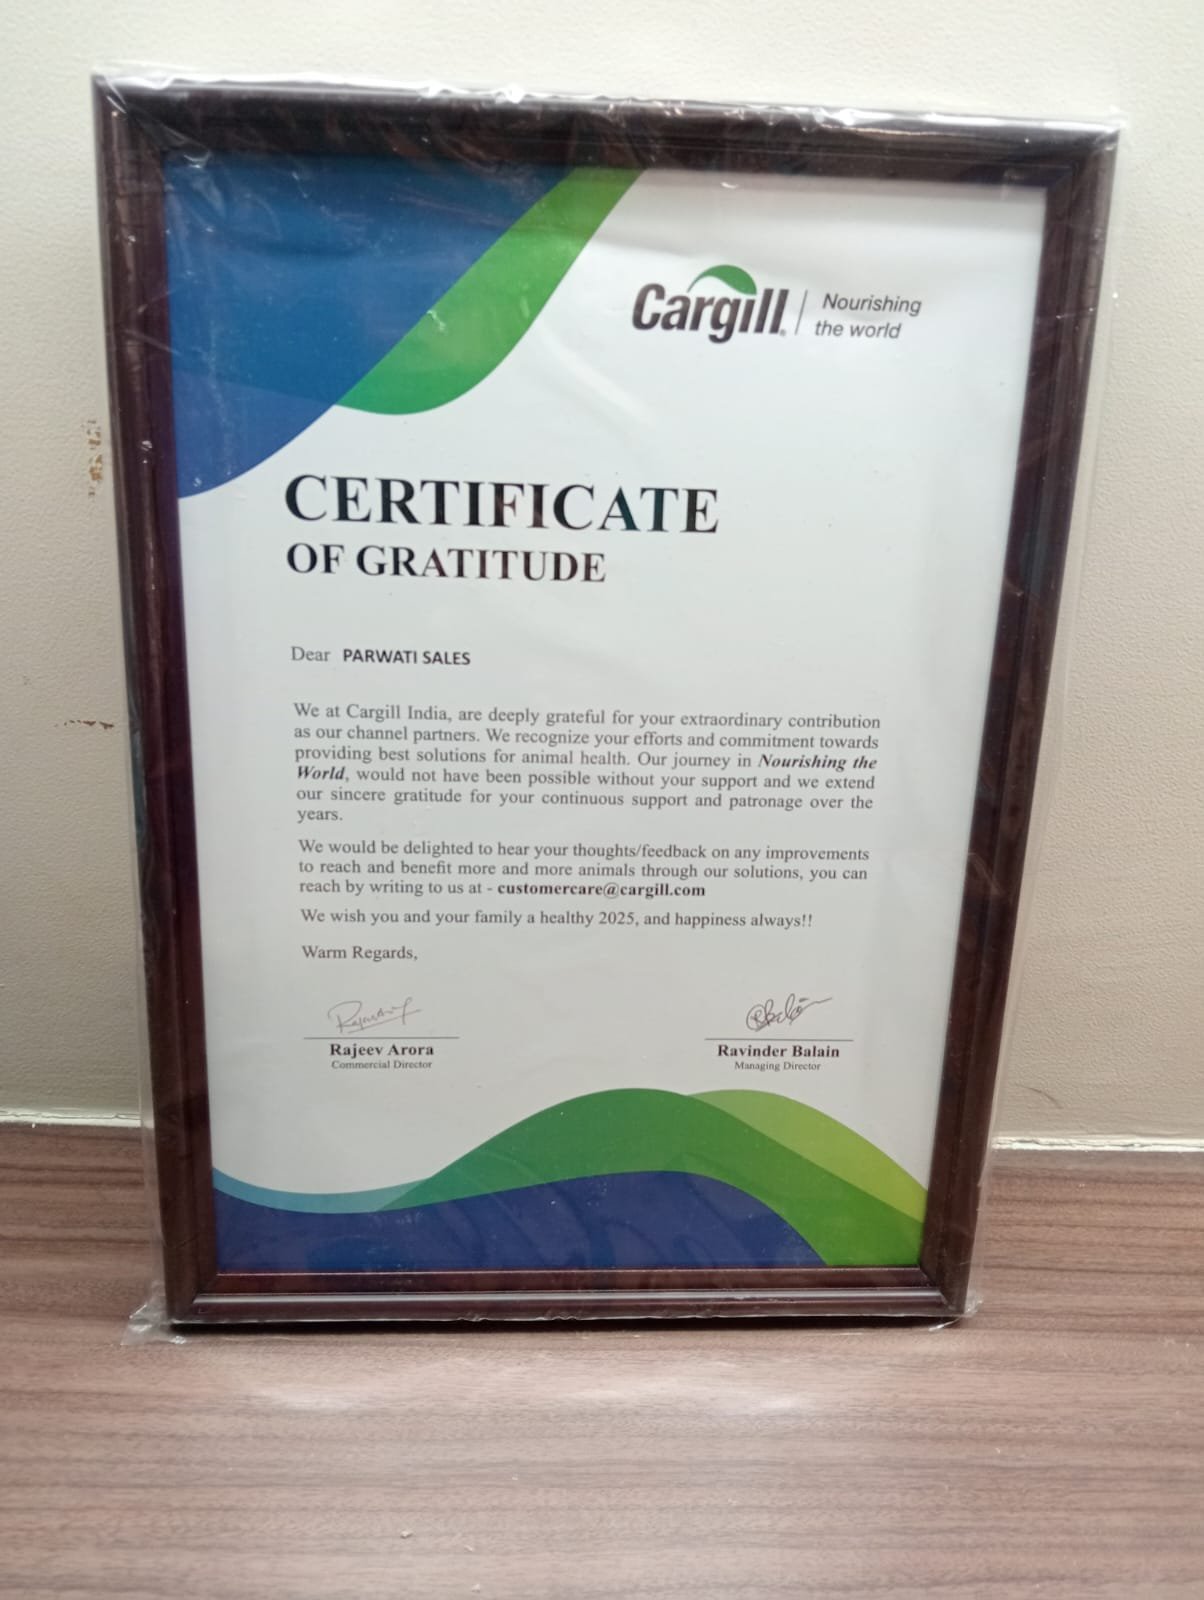 Cargill® | Nourishing
the world
CERTIFICATE
OF GRATITUDE
Dear PARWATI SALES
We at Cargill India, are deeply grateful for your extraordinary contribution
as our channel partners. We recognize your efforts and commitment towards
providing best solutions for animal health. Our journey in Nourishing the
World, would not have been possible without your support and we extend
our sincere gratitude for your continuous support and patronage over the
years.
We would be delighted to hear your thoughts/feedback on any improvements
to reach and benefit more and more animals through our solutions, you can
reach by writing to us at - customercare@cargill.com
We wish you and your family a healthy 2025, and happiness always!!
Warm Regards,
Rajeev Arora
Commercial Director
Ravinder Balain
Managing Director